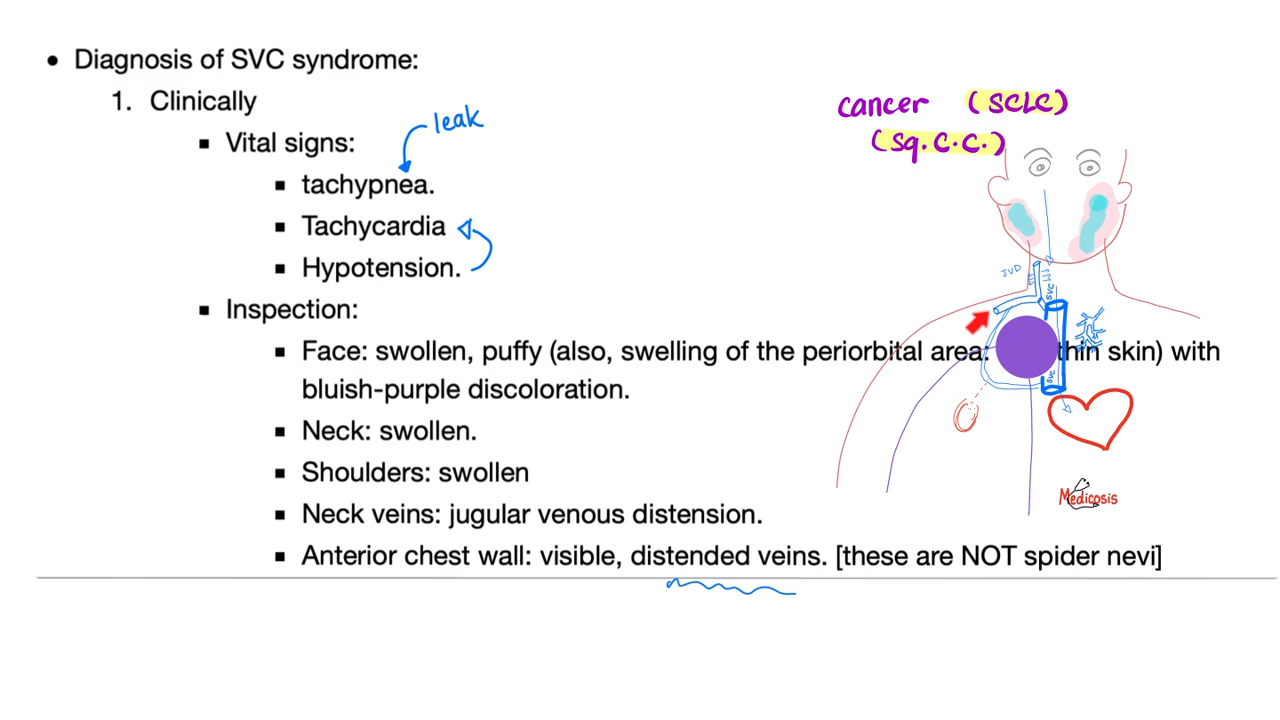 • Diagnosis of SVC syndrome:
1. Clinically
▪ Vital signs:
leak
▪ tachypnea.
▪ Tachycardia
▪ Hypotension.
▪ Inspection:
▪ Face: swollen, puffy (also, swelling of the periorbital area: thin skin) with
bluish-purple discoloration.
▪ Neck: swollen.
▪ Shoulders: swollen
▪ Neck veins: jugular venous distension.
▪ Anterior chest wall: visible, distended veins. [these are NOT spider nevi]
cancer (SCLC)
(Sq.C.C.)
JVD
SVC
SVC
Medicosis